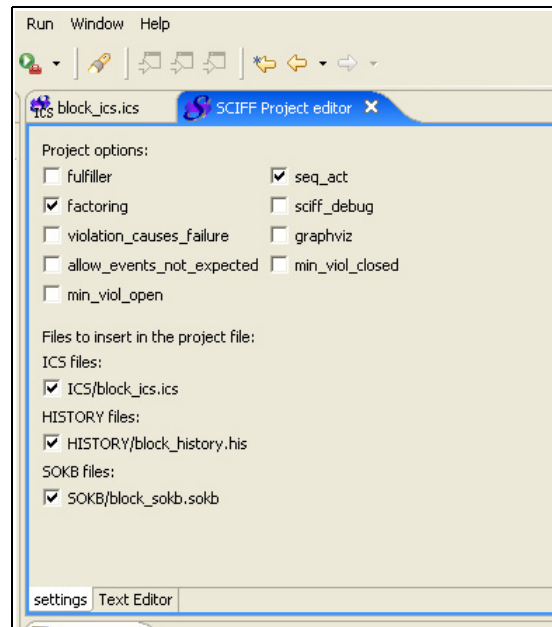 Run Window Help
ICS block_ics.ics SCIFF Project editor
Project options:
fulfiller seq_act
factoring sciff_debug
violation_causes_failure graphviz
allow_events_not_expected min_viol_closed
min_viol_open
Files to insert in the project file:
ICS files:
ICS/block_ics.ics
HISTORY files:
HISTORY/block_history.his
SOKB files:
SOKB/block_sokb.sokb
settings Text Editor